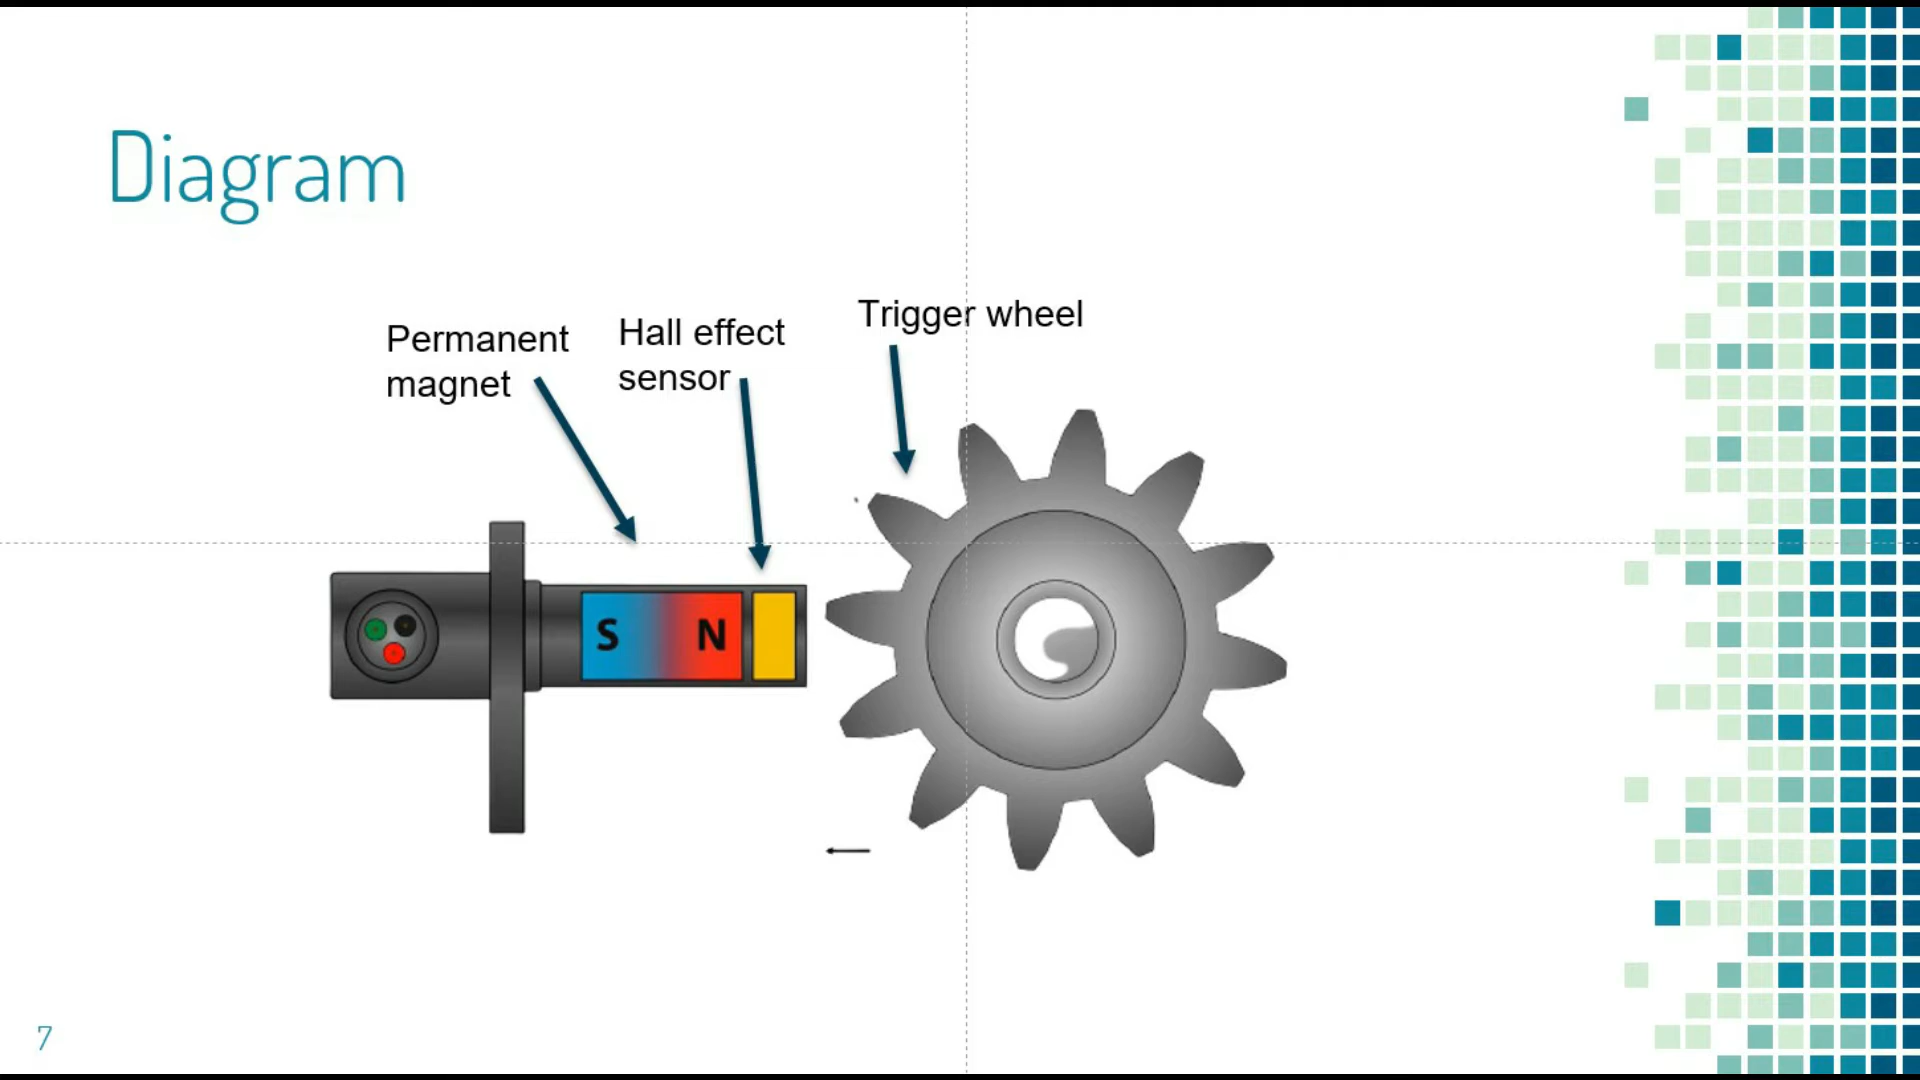 Diagram
Permanent
magnet
Hall effect
sensor
Trigger wheel
S N
7